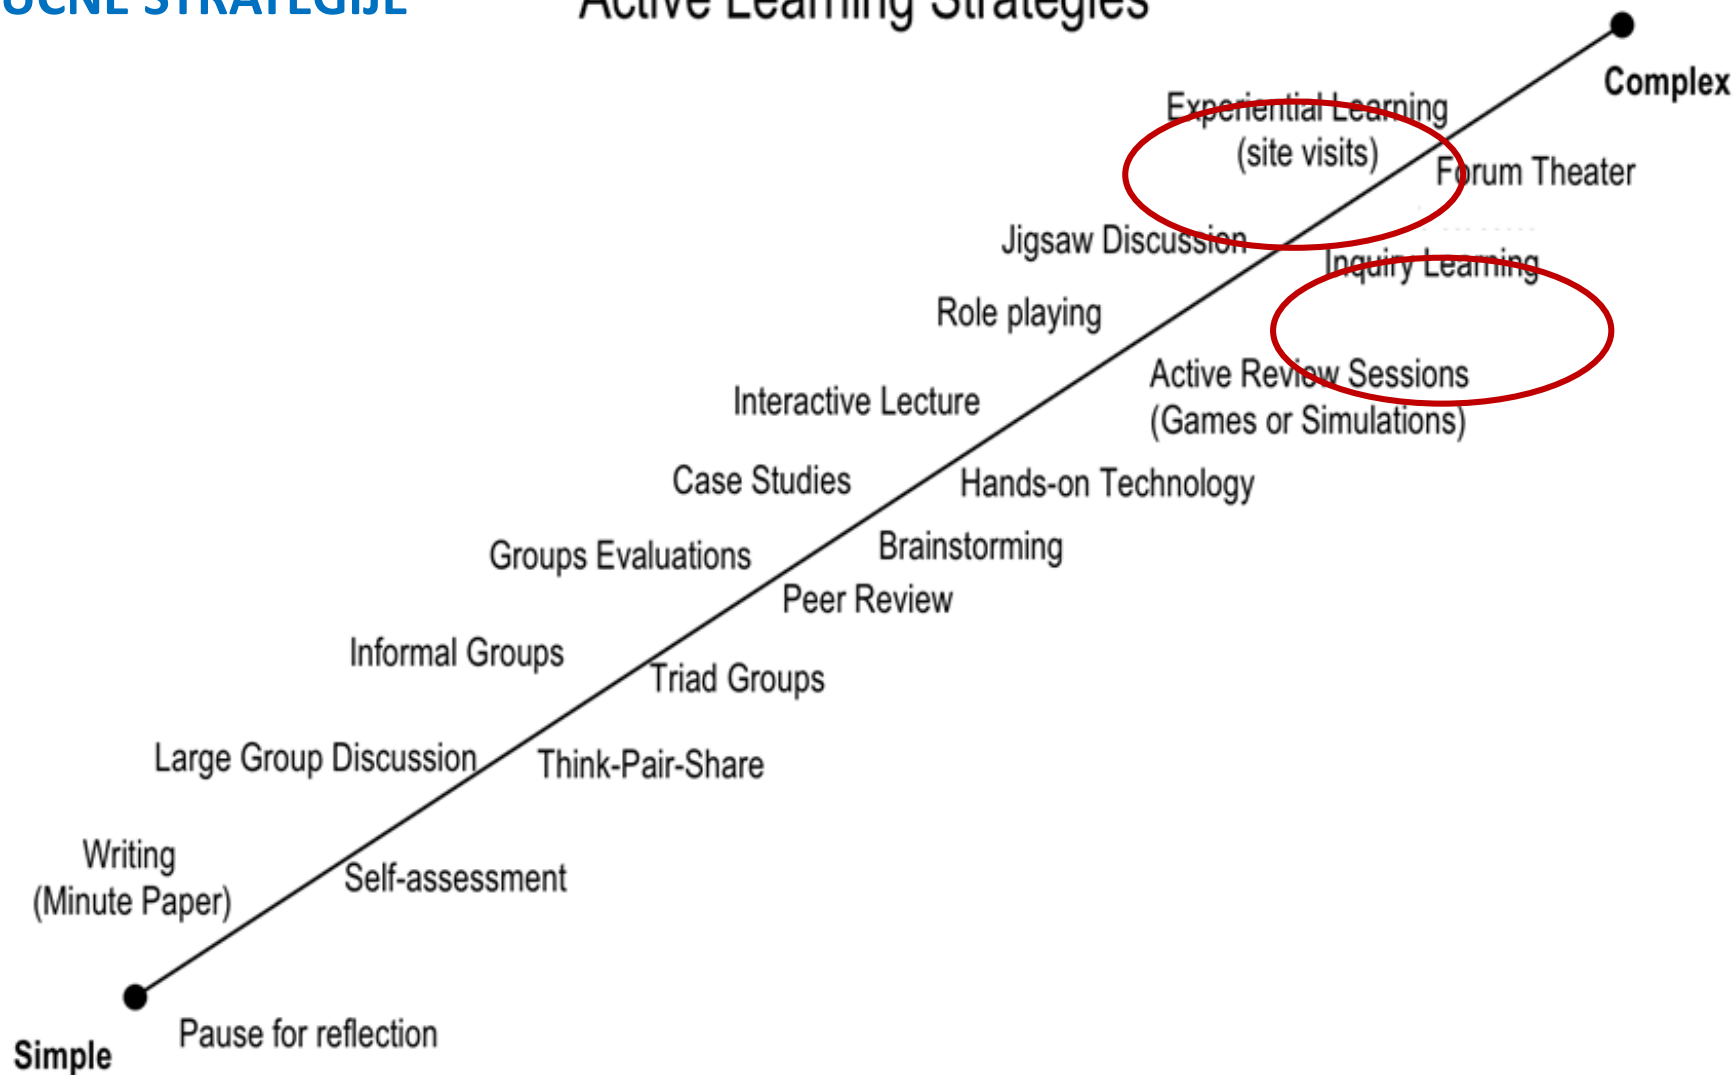 UČNE STRATEGIJE
Active Learning Strategies
Complex
Experiential Learning
(site visits)
Forum Theater
Jigsaw Discussion
Inquiry Learning
Role playing
Active Review Sessions
(Games or Simulations)
Interactive Lecture
Case Studies
Hands-on Technology
Brainstorming
Groups Evaluations
Peer Review
Informal Groups
Triad Groups
Large Group Discussion
Think-Pair-Share
Writing
(Minute Paper)
Self-assessment
Pause for reflection
Simple